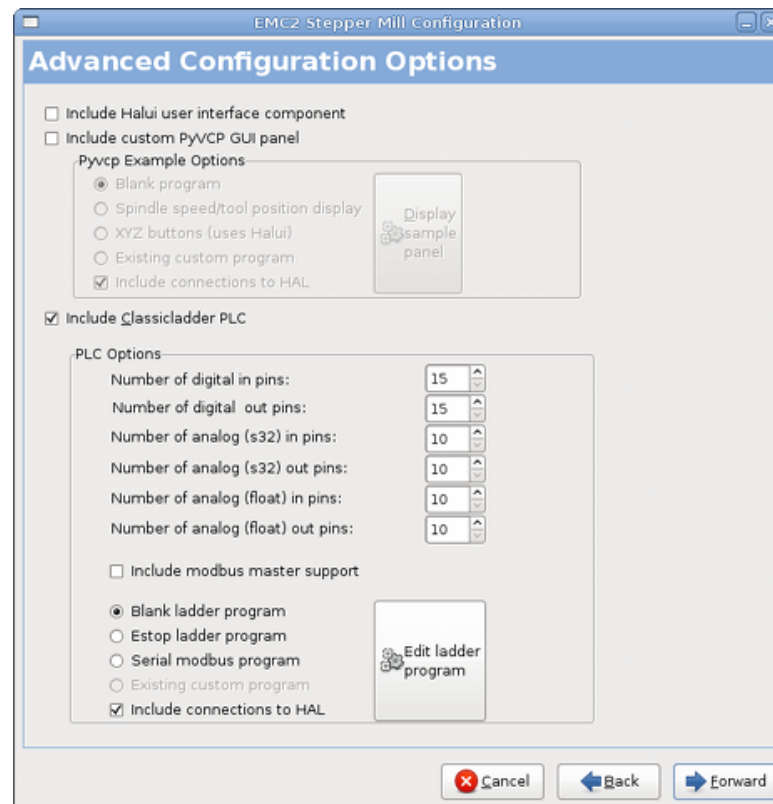 EMC2 Stepper Mill Configuration
Advanced Configuration Options
Include Halui user interface component
Include custom PyVCP GUI panel
Pyvcp Example Options
Blank program
Spindle speed/tool position display
XYZ buttons (uses Halui)
Existing custom program
Include connections to HAL
Display
sample
panel
Include Classicladder PLC
PLC Options
Number of digital in pins: 15
Number of digital out pins: 15
Number of analog (s32) in pins: 10
Number of analog (s32) out pins: 10
Number of analog (float) in pins: 10
Number of analog (float) out pins: 10
Include modbus master support
Blank ladder program
Estop ladder program
Serial modbus program
Existing custom program
Include connections to HAL
Edit ladder
program
Cancel Back Forward